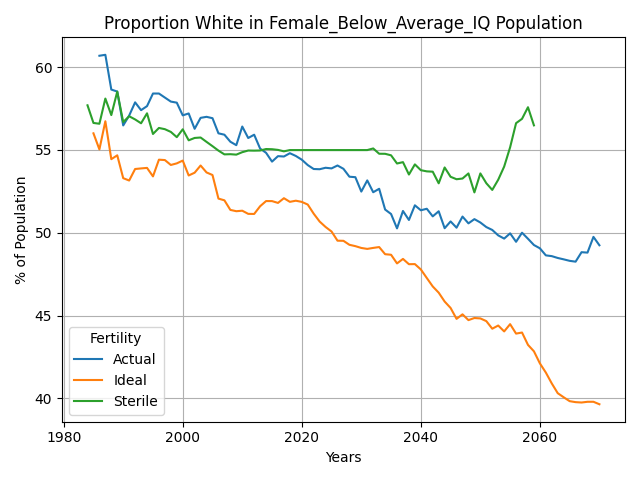 Proportion White in Female_Below_Average_IQ Population
% of Population
60
55
50
45
40
Fertility
Actual
Ideal
Sterile
1980
2000
2020
2040
2060
Years